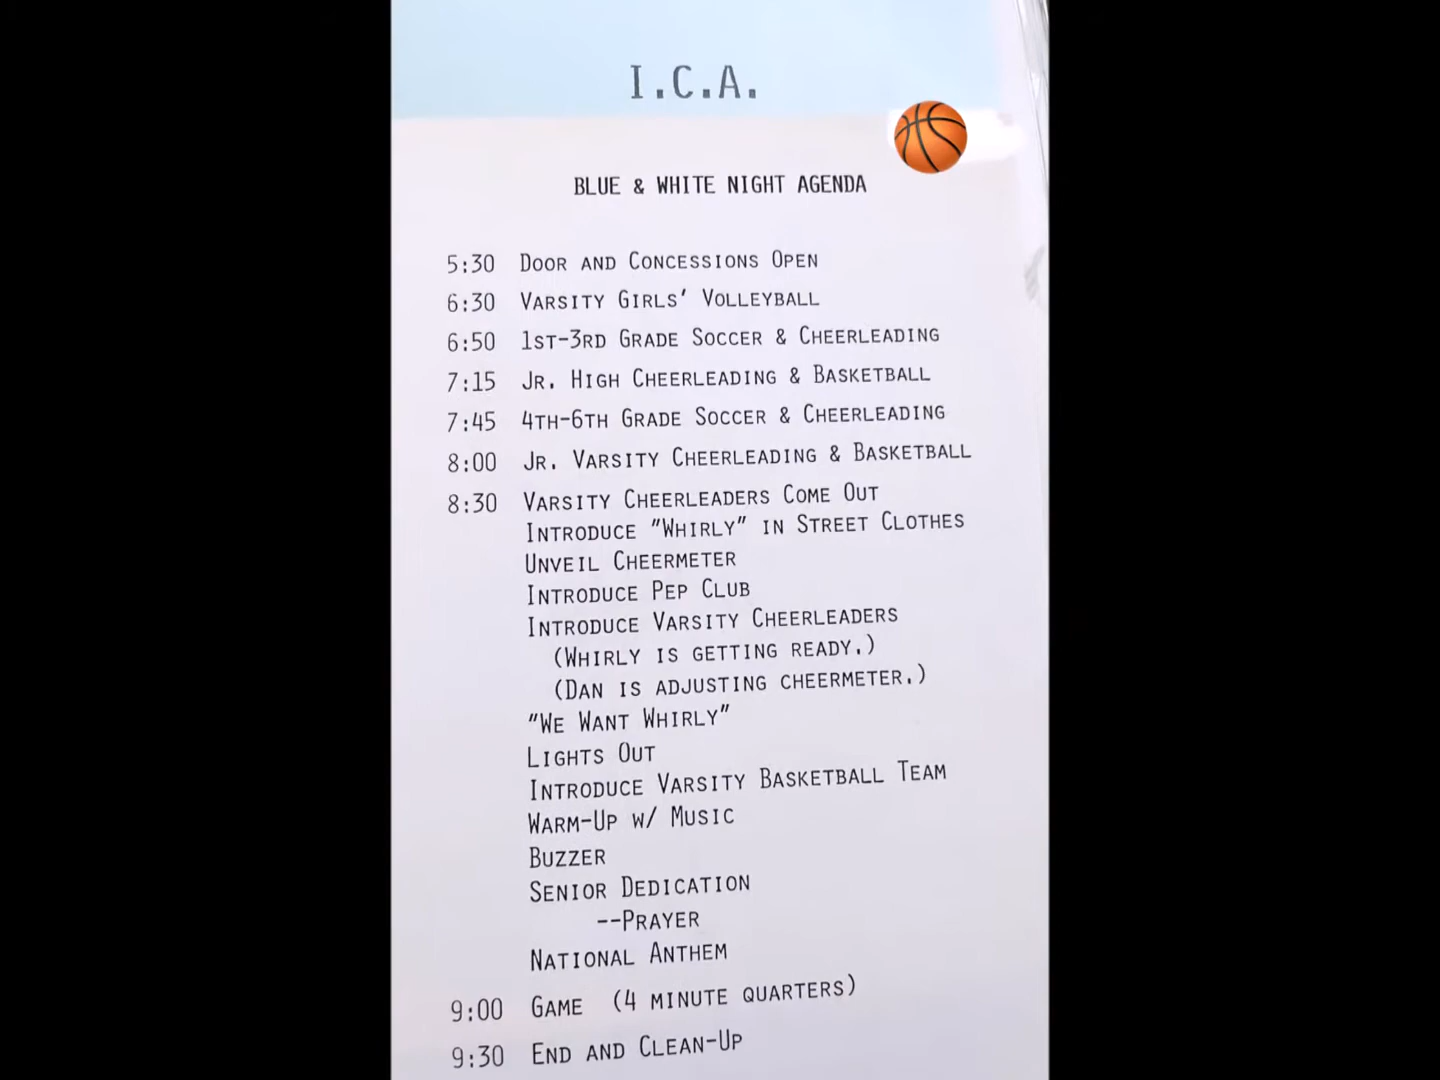 I.C.A.
BLUE & WHITE NIGHT AGENDA
5:30 DOOR AND CONCESSIONS OPEN
6:30 VARSITY GIRLS' VOLLEYBALL
6:50 1ST-3RD GRADE SOCCER & CHEERLEADING
7:15 JR. HIGH CHEERLEADING & BASKETBALL
7:45 4TH-6TH GRADE SOCCER & CHEERLEADING
8:00 JR. VARSITY CHEERLEADING & BASKETBALL
8:30 VARSITY CHEERLEADERS COME OUT
INTRODUCE "WHIRLY" IN STREET CLOTHES
UNVEIL CHEERMETER
INTRODUCE PEP CLUB
INTRODUCE VARSITY CHEERLEADERS
(WHIRLY IS GETTING READY.)
(DAN IS ADJUSTING CHEERMETER.)
"WE WANT WHIRLY"
LIGHTS OUT
INTRODUCE VARSITY BASKETBALL TEAM
WARM-UP W/ MUSIC
BUZZER
SENIOR DEDICATION
--PRAYER
NATIONAL ANTHEM
9:00 GAME (4 MINUTE QUARTERS)
9:30 END AND CLEAN-UP